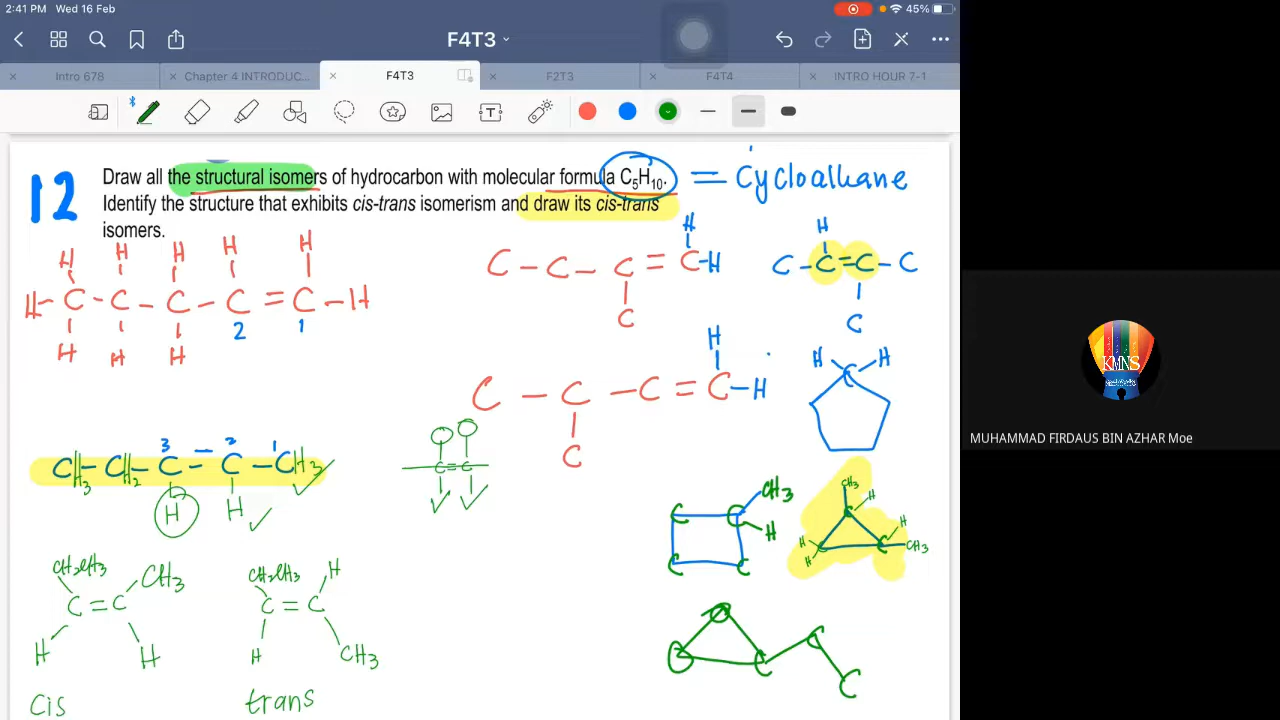 2:41 PM Wed 16 Feb
45%
F4T3
Intro 678
Chapter 4 INTRODUC...
F4T3
F2T3
F4T4
INTRO HOUR 7-1
12
Draw all the structural isomers of hydrocarbon with molecular formula C₅H₁₀. = Cycloalkane
Identify the structure that exhibits cis-trans isomerism and draw its cis-trans
isomers.
H H H H H
H-C-C-C-C=C-H
2 1
H H H
H
C-C-C=C-H
C
H
C-C=C-C
C
H
C-C-C=C-H
C
H C H
3 2 1
CH3-CH2-C=C-CH3
H H
C=C
C C CH3
C C H
CH3 H
H C C H CH3
H
CH2CH3 CH3
C=C
H H
cis
CH2CH3 H
C=C
H CH3
trans
C C
C
KMNS
MUHAMMAD FIRDAUS BIN AZHAR Moe